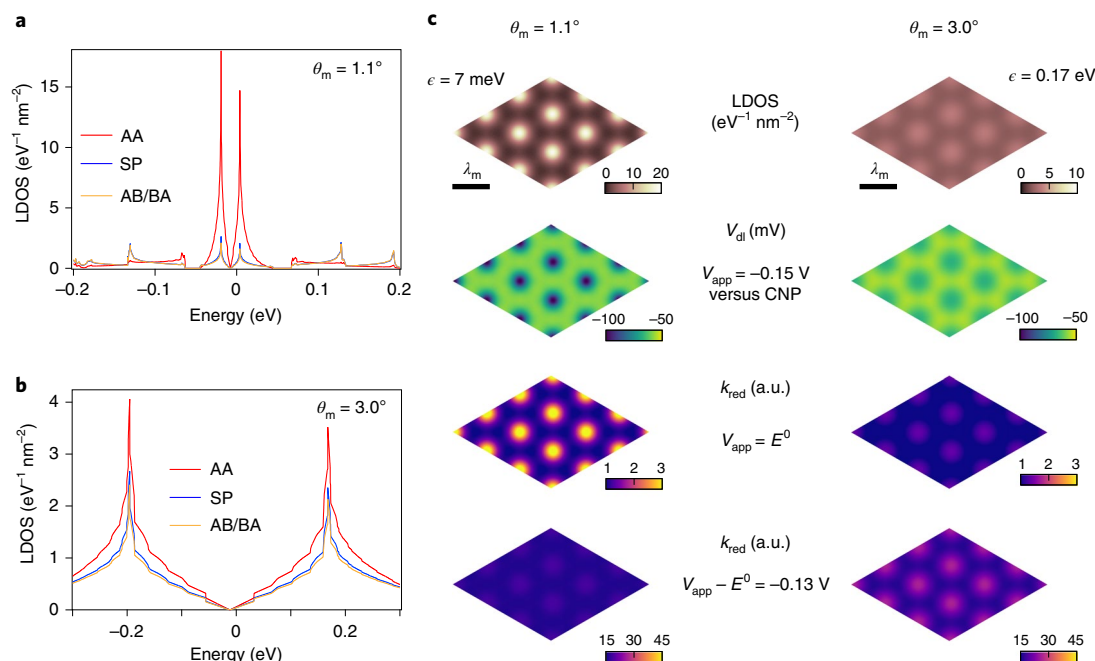 a
θm = 1.1°
LDOS (eV−1 nm−2)
15
10
5
0
AA
SP
AB/BA
−0.2
−0.1
0
0.1
0.2
Energy (eV)
b
θm = 3.0°
LDOS (eV−1 nm−2)
4
3
2
1
0
AA
SP
AB/BA
−0.2
0
0.2
Energy (eV)
c
θm = 1.1°
θm = 3.0°
ϵ = 7 meV
LDOS
(eV−1 nm−2)
ϵ = 0.17 eV
λm
0 10 20
λm
0 5 10
Vdl (mV)
Vapp = −0.15 V
versus CNP
−100 −50
−100 −50
kred (a.u.)
Vapp = E0
1 2 3
1 2 3
kred (a.u.)
Vapp − E0 = −0.13 V
15 30 45
15 30 45